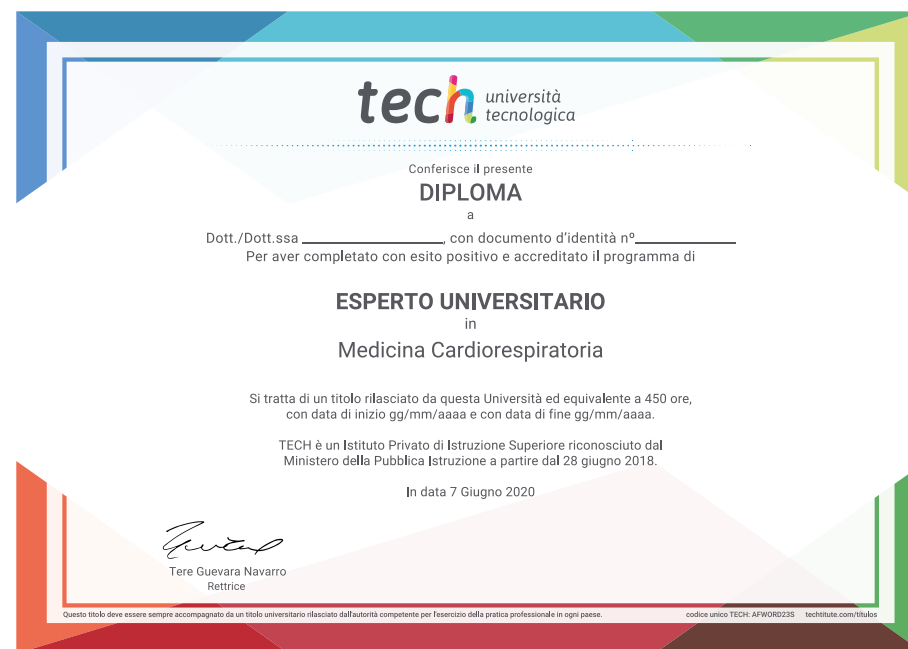 tech università
tecnologica
Conferisce il presente
DIPLOMA
a
Dott./Dott.ssa ____________________, con documento d'identità nº______________
Per aver completato con esito positivo e accreditato il programma di
ESPERTO UNIVERSITARIO
in
Medicina Cardiorespiratoria
Si tratta di un titolo rilasciato da questa Università ed equivalente a 450 ore,
con data di inizio gg/mm/aaaa e con data di fine gg/mm/aaaa.
TECH è un Istituto Privato di Istruzione Superiore riconosciuto dal
Ministero della Pubblica Istruzione a partire dal 28 giugno 2018.
In data 7 Giugno 2020
Tere Guevara Navarro
Rettrice
Questo titolo deve essere sempre accompagnato da un titolo universitario rilasciato dall'autorità competente per l'esercizio della pratica professionale in ogni paese. codice unico TECH: AFWORD23S techtitute.com/titulos